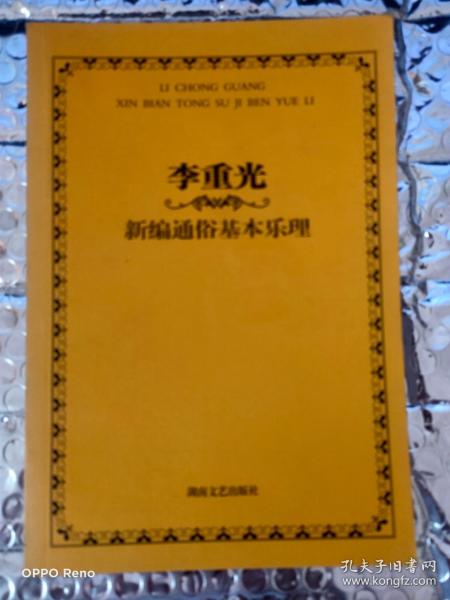 LI CHONG GUANG
XIN BIAN TONG SU JI BEN YUE LI
李重光
新编通俗基本乐理
湖南文艺出版社
OPPO Reno
孔夫子旧书网
www.kongfz.com